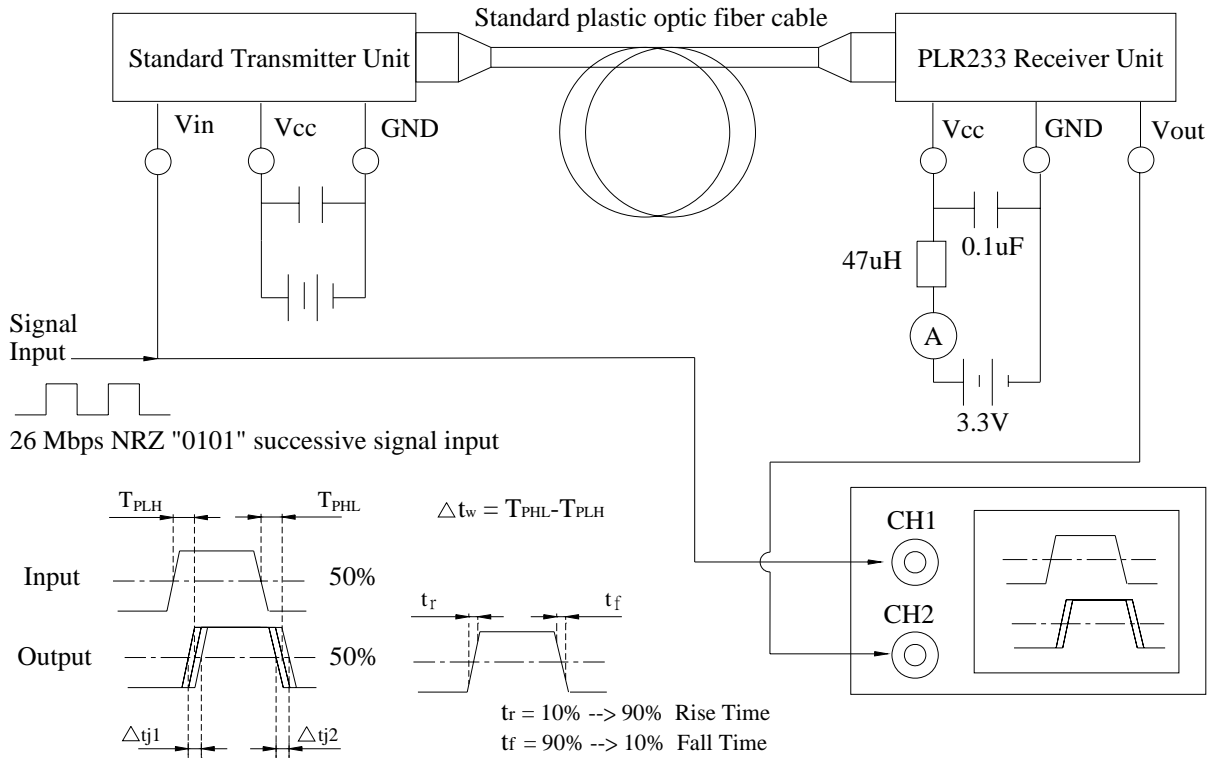 Standard plastic optic fiber cable
Standard Transmitter Unit
PLR233 Receiver Unit
Vin
Vcc
GND
Vcc
GND
Vout
47uH
0.1uF
A
3.3V
Signal
Input
26 Mbps NRZ "0101" successive signal input
TPLH
TPHL
△tw = TPHL-TPLH
Input
50%
Output
50%
△tj1
△tj2
tr
tf
tr = 10% --> 90% Rise Time
tf = 90% --> 10% Fall Time
CH1
CH2